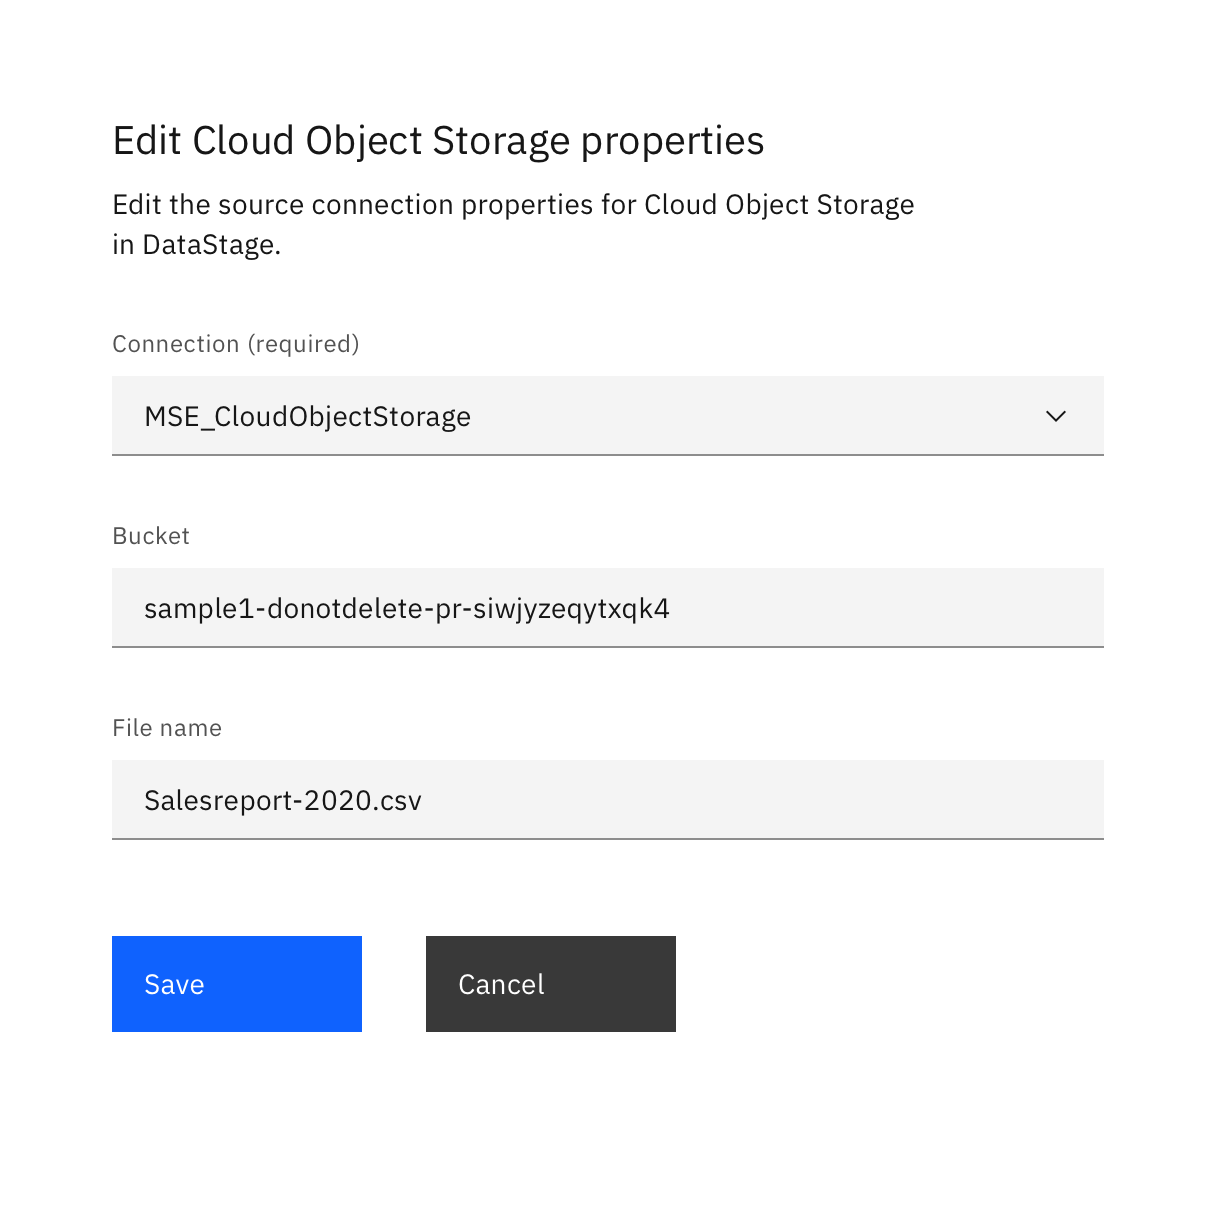 Edit Cloud Object Storage properties
Edit the source connection properties for Cloud Object Storage
in DataStage.
Connection (required)
MSE_CloudObjectStorage
Bucket
sample1-donotdelete-pr-siwjyzeqytxqk4
File name
Salesreport-2020.csv
Save
Cancel